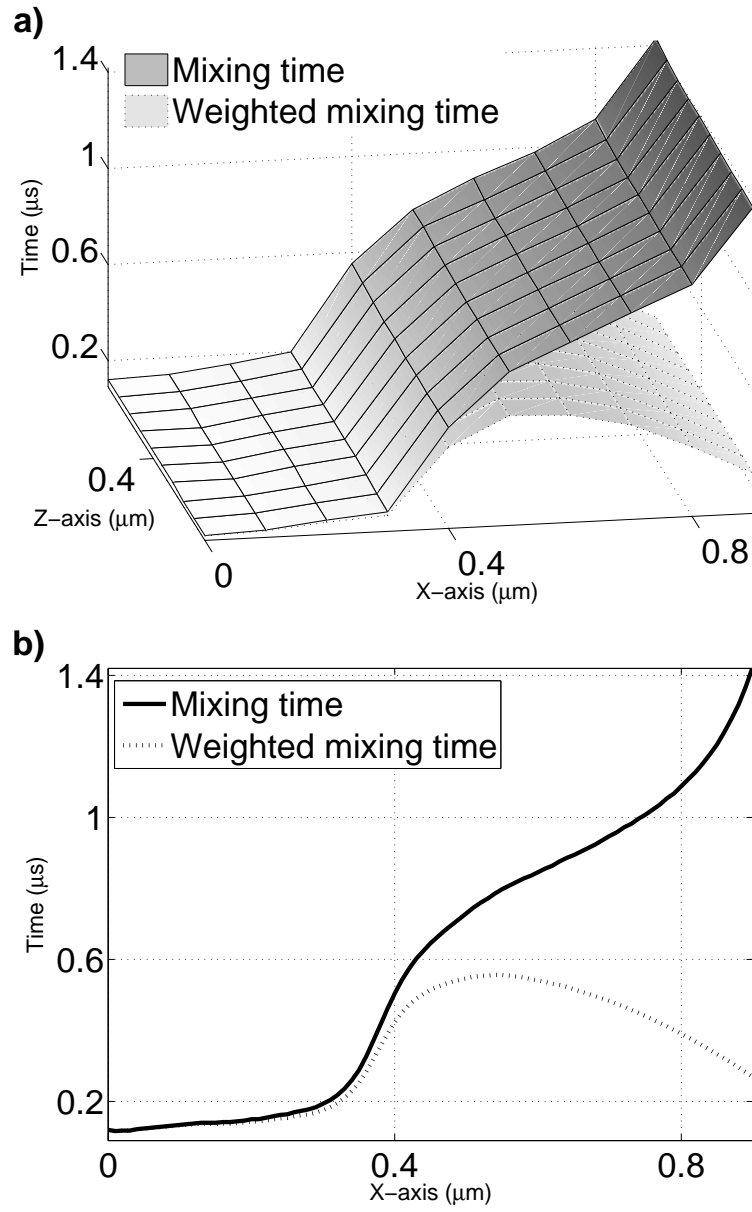 a)
1.4
1
0.6
0.2
Time (μs)
Mixing time
Weighted mixing time
0.4
Z−axis (μm)
0
0.4
0.8
X−axis (μm)
b)
1.4
1
0.6
0.2
Time (μs)
Mixing time
Weighted mixing time
0
0.4
0.8
X−axis (μm)